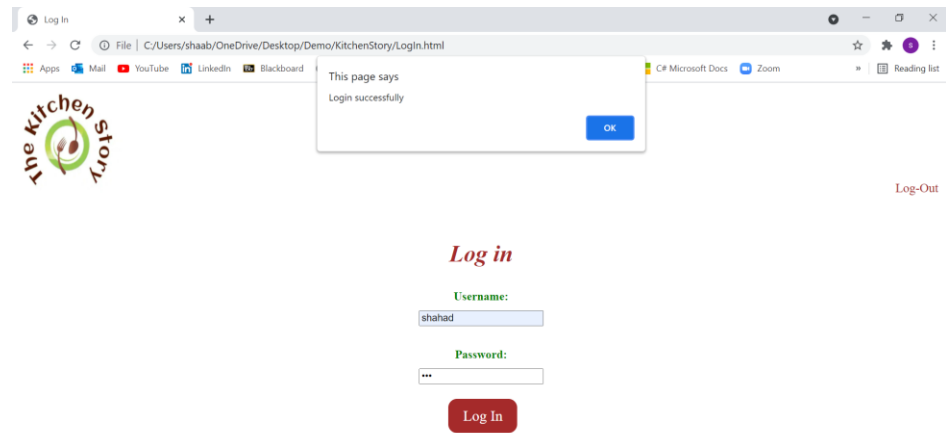 Log In
File | C:/Users/shaab/OneDrive/Desktop/Demo/KitchenStory/LogIn.html
S
Apps Mail YouTube LinkedIn Blackboard C# Microsoft Docs Zoom » Reading list
This page says
Login successfully
OK
The Kitchen Story
Log-Out
Log in
Username:
shahad
Password:
•••
Log In